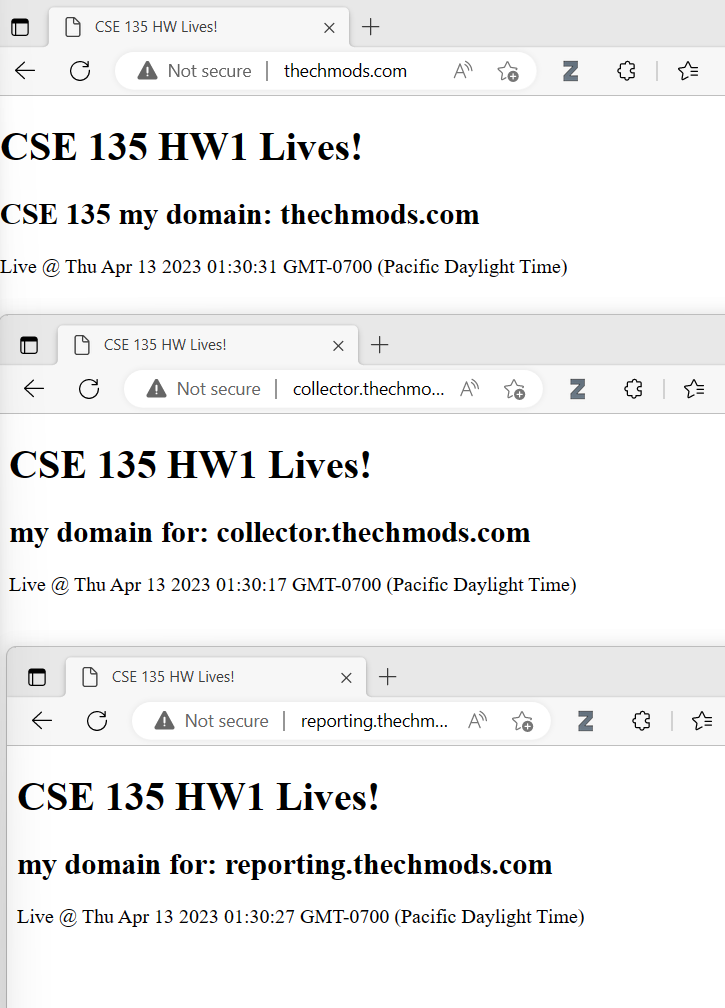 CSE 135 HW Lives!
Not secure | thechmods.com
CSE 135 HW1 Lives!
CSE 135 my domain: thechmods.com
Live @ Thu Apr 13 2023 01:30:31 GMT-0700 (Pacific Daylight Time)
CSE 135 HW Lives!
Not secure | collector.thechmo...
CSE 135 HW1 Lives!
my domain for: collector.thechmods.com
Live @ Thu Apr 13 2023 01:30:17 GMT-0700 (Pacific Daylight Time)
CSE 135 HW Lives!
Not secure | reporting.thechm...
CSE 135 HW1 Lives!
my domain for: reporting.thechmods.com
Live @ Thu Apr 13 2023 01:30:27 GMT-0700 (Pacific Daylight Time)